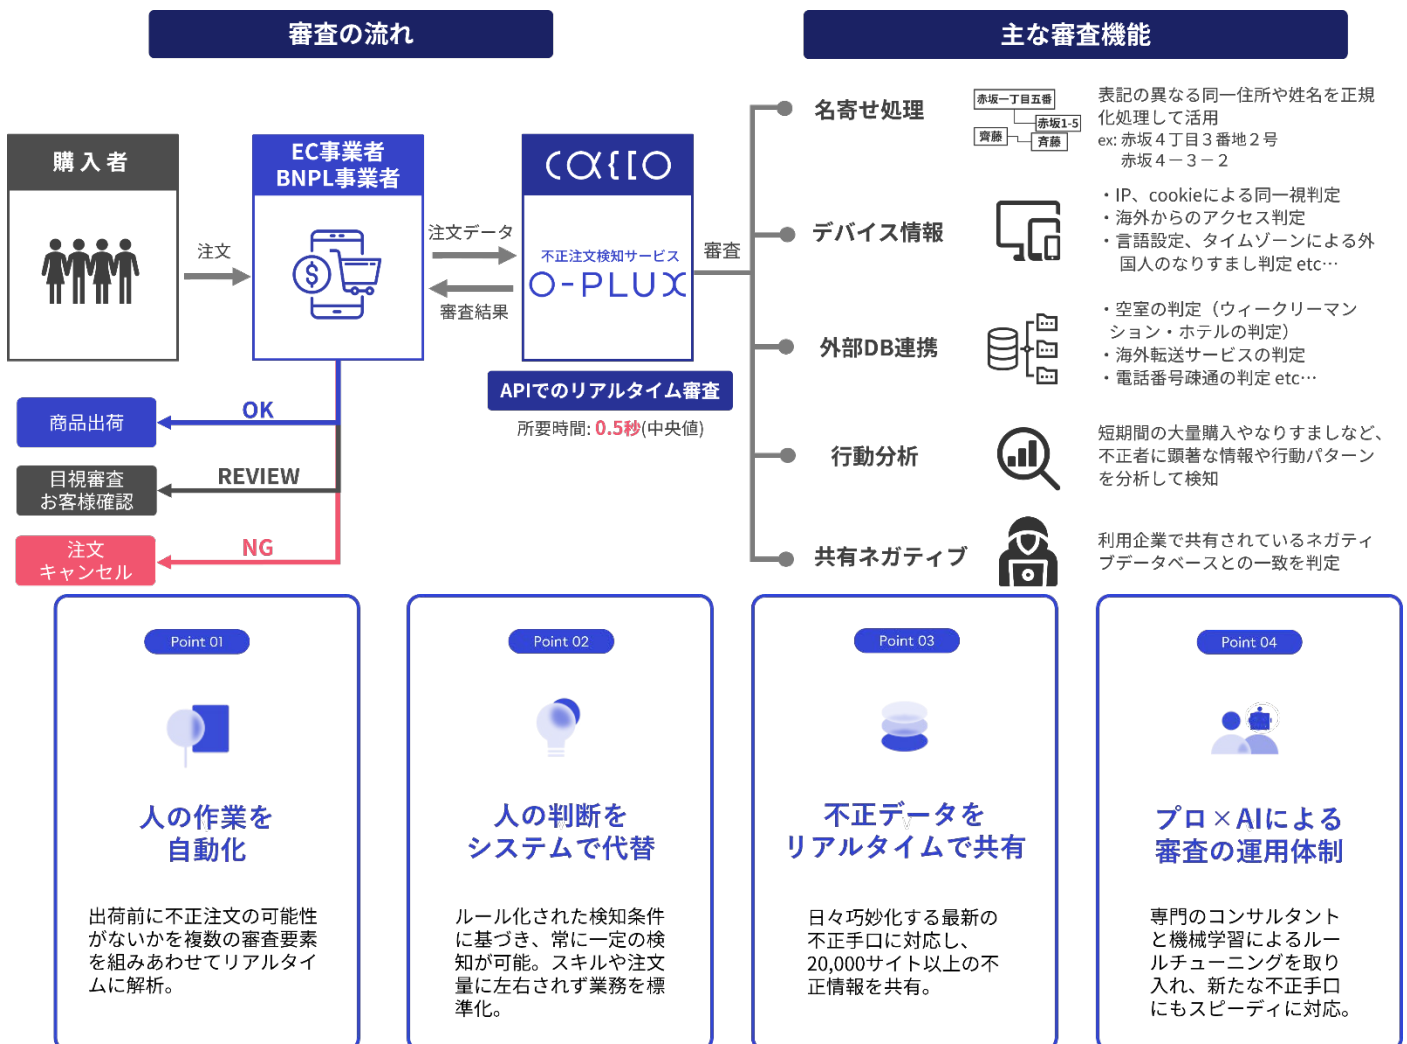 審査の流れ
購入者
注文
EC事業者
BNPL事業者
注文データ
審査結果
CACCO
不正注文検知サービス
O-PLUX
APIでのリアルタイム審査
所要時間: 0.5秒(中央値)
審査
OK
商品出荷
REVIEW
目視審査
お客様確認
NG
注文
キャンセル
主な審査機能
名寄せ処理
赤坂一丁目五番
赤坂1-5
齋藤
斉藤
表記の異なる同一住所や姓名を正規
化処理して活用
ex: 赤坂４丁目３番地２号
赤坂４－３－２
デバイス情報
・IP、cookieによる同一視判定
・海外からのアクセス判定
・言語設定、タイムゾーンによる外
国人のなりすまし判定 etc…
外部DB連携
・空室の判定（ウィークリーマン
ション・ホテルの判定）
・海外転送サービスの判定
・電話番号疎通の判定 etc…
行動分析
短期間の大量購入やなりすましなど、
不正者に顕著な情報や行動パターン
を分析して検知
共有ネガティブ
利用企業で共有されているネガティ
ブデータベースとの一致を判定
Point 01
人の作業を
自動化
出荷前に不正注文の可能性
がないかを複数の審査要素
を組みあわせてリアルタイ
ムに解析。
Point 02
人の判断を
システムで代替
ルール化された検知条件
に基づき、常に一定の検
知が可能。スキルや注文
量に左右されず業務を標
準化。
Point 03
不正データを
リアルタイムで共有
日々巧妙化する最新の
不正手口に対応し、
20,000サイト以上の不
正情報を共有。
Point 04
プロ×AIによる
審査の運用体制
専門のコンサルタント
と機械学習によるルー
ルチューニングを取り
入れ、新たな不正手口
にもスピーディに対応。